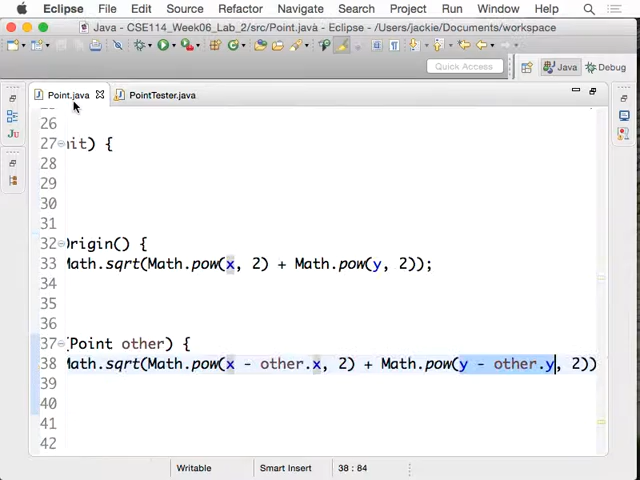 Eclipse File Edit Source Refactor Navigate Search Project Run Window Help
Java - CSE114_Week06_Lab_2/src/Point.java - Eclipse - /Users/jackie/Documents/workspace
Quick Access Java Debug
Point.java PointTester.java
26
27 nit) {
28
29
30
31
32 Origin() {
33 Math.sqrt(Math.pow(x, 2) + Math.pow(y, 2));
34
35
36
37 (Point other) {
38 Math.sqrt(Math.pow(x - other.x, 2) + Math.pow(y - other.y, 2))
39
40
41
42
Writable Smart Insert 38 : 84